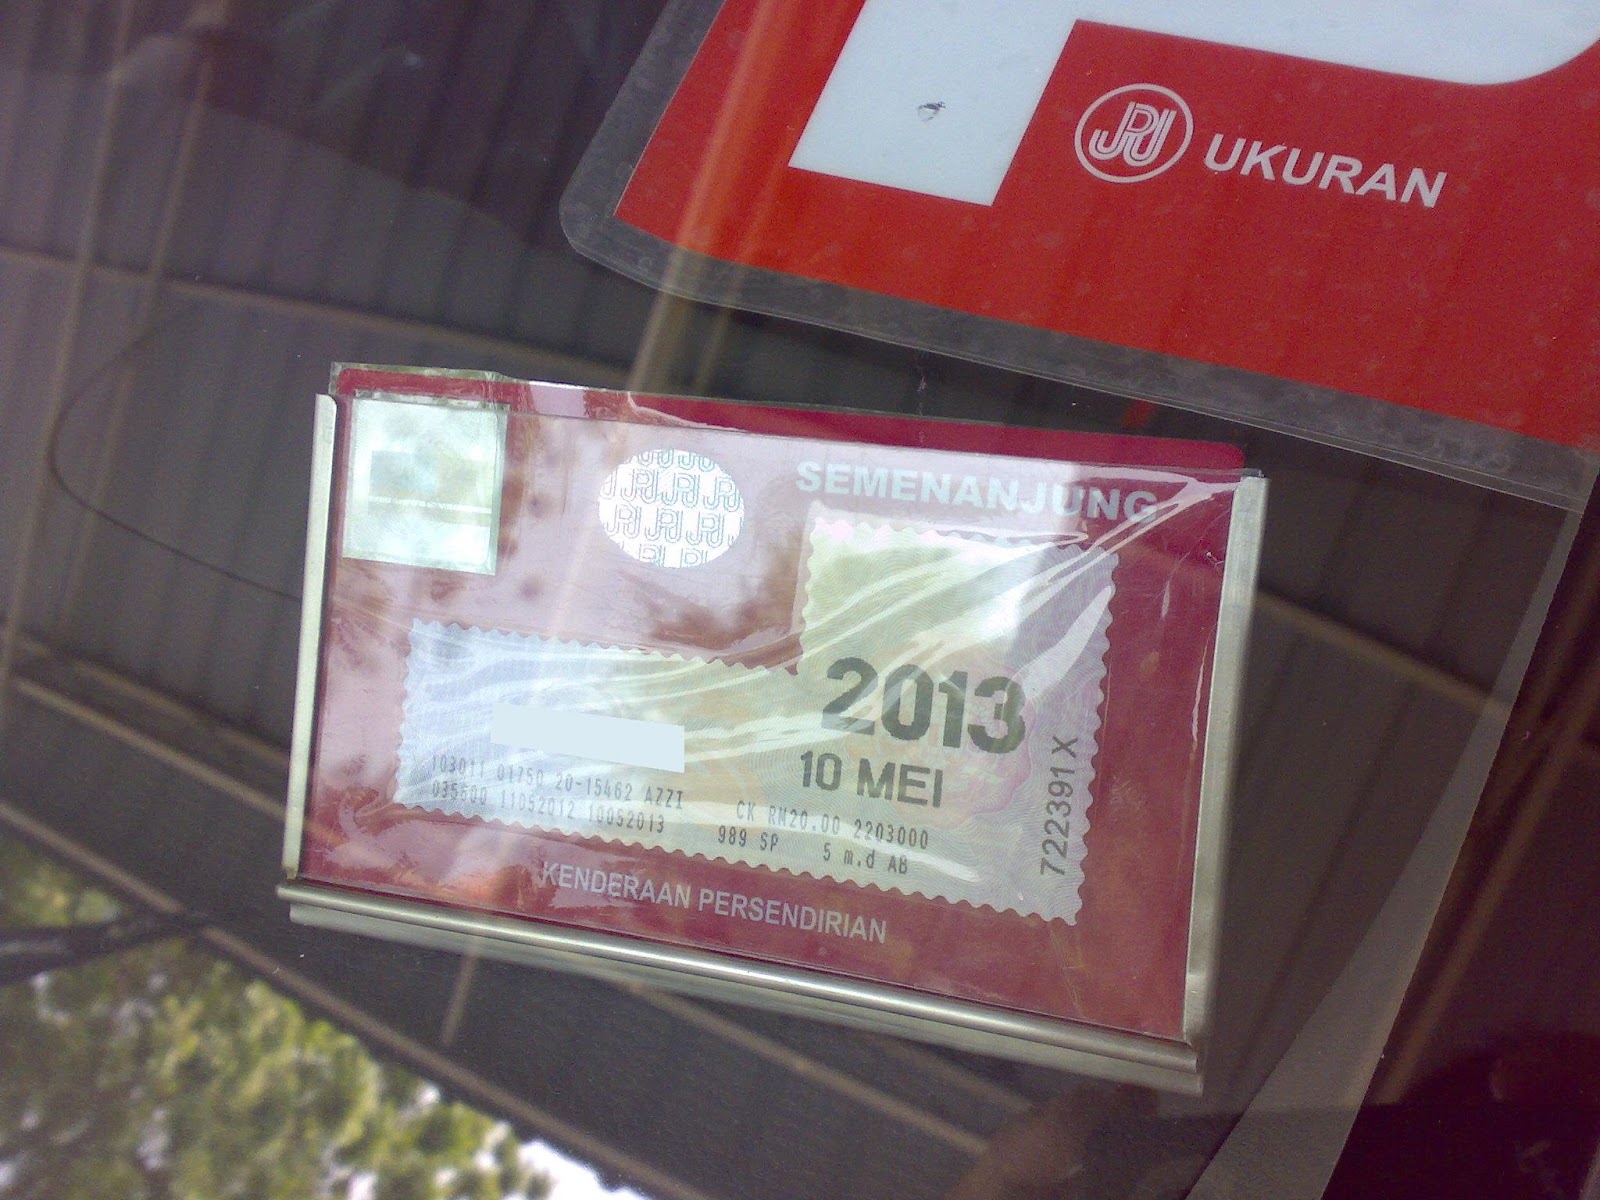 JPJ UKURAN
SEMENANJUNG
2013
10 MEI
722391 X
103011 01750 20-15462 AZZI
CK RM20.00 2203000
035500 11052012 10052013
989 SP 5 m.d AB
KENDERAAN PERSENDIRIAN